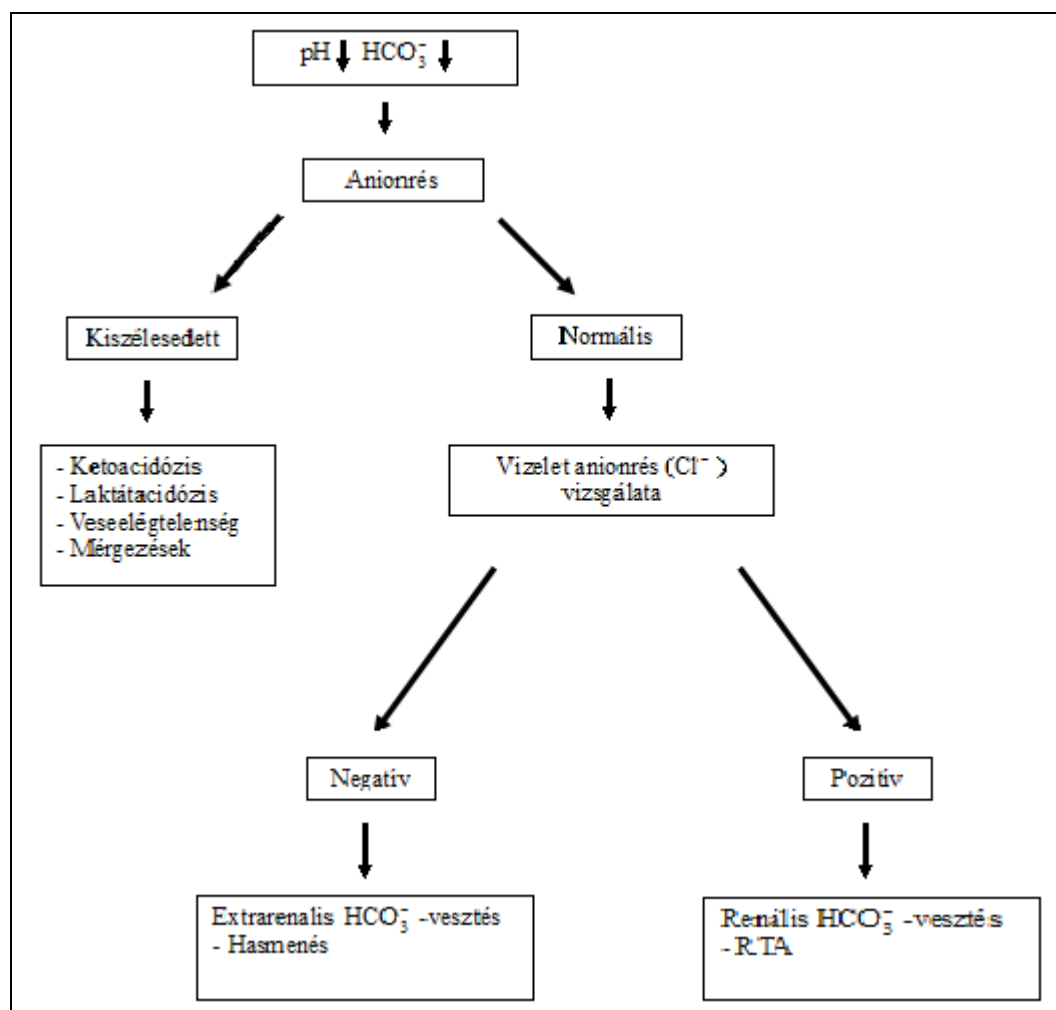 pH↓ HCO₃⁻ ↓
Anionrés
Kiszélesedett
Normális
- Ketoacidózis
- Laktátacidózis
- Veseelégtelenség
- Mérgezések
Vizelet anionrés (Cl⁻ )
vizsgálata
Negatív
Pozitív
Extrarenalis HCO₃⁻ -vesztés
- Hasmenés
Renális HCO₃⁻ -vesztés
- RTA